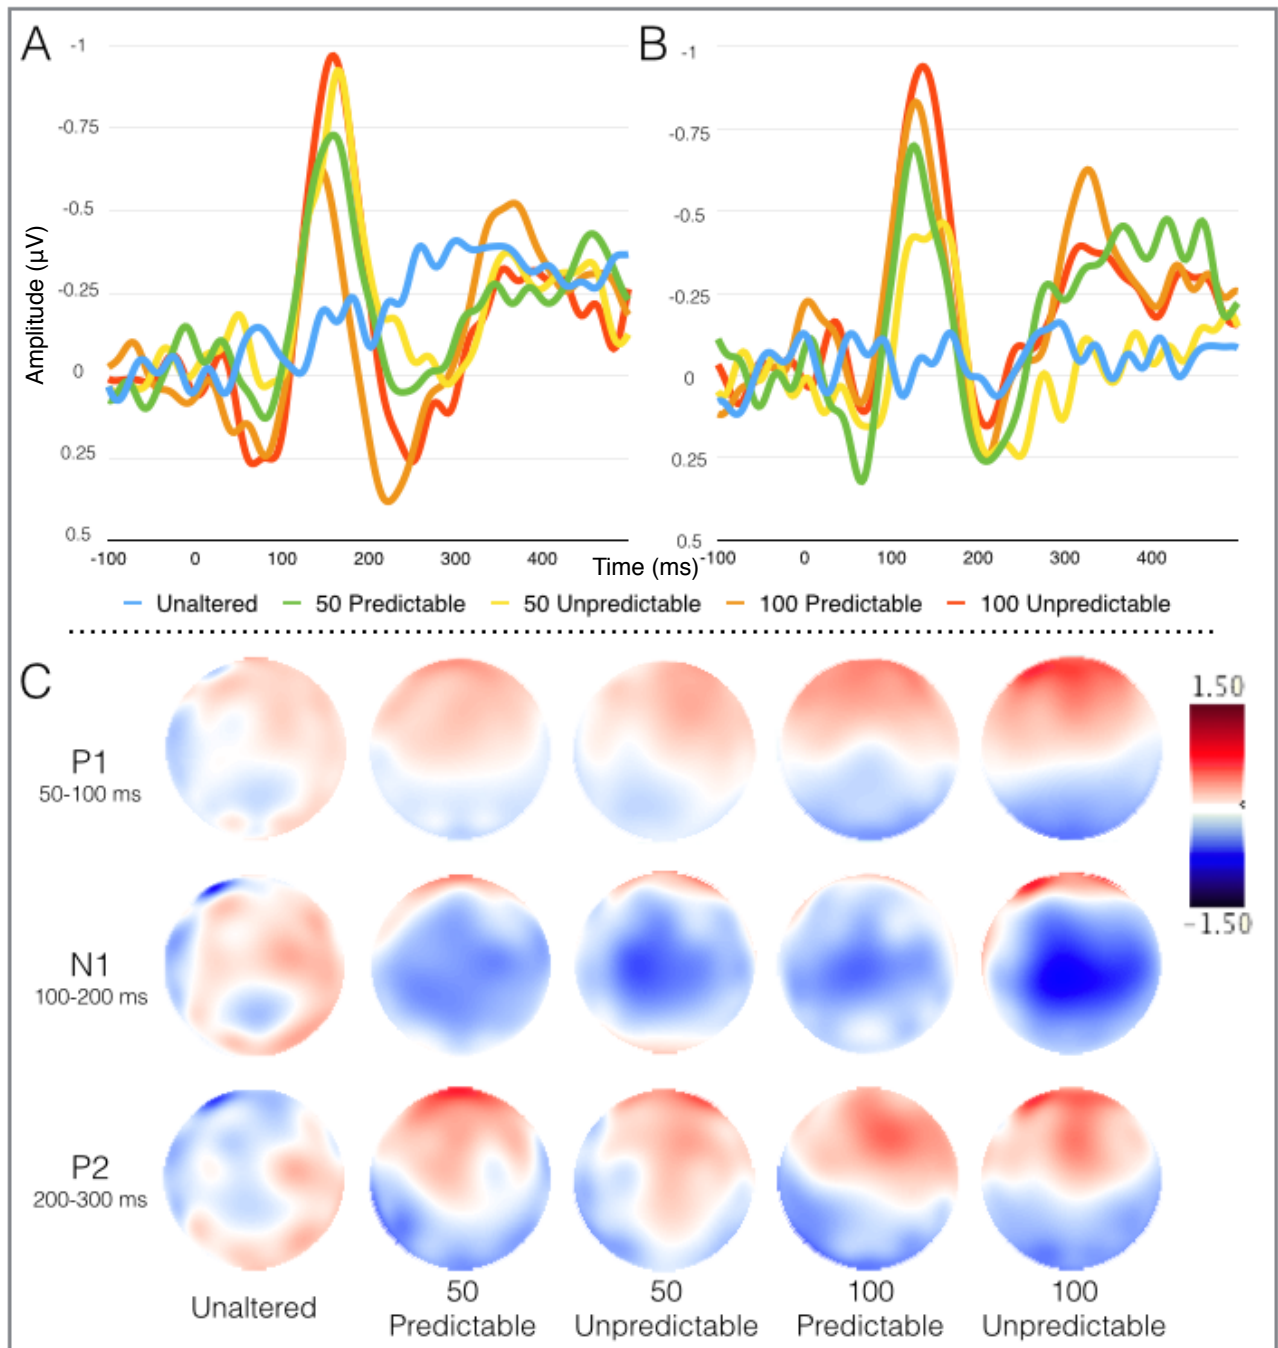 A
B
-1
-0.75
-0.5
-0.25
0
0.25
0.5
Amplitude (µV)
-100 0 100 200 300 400
-1
-0.75
-0.5
-0.25
0
0.25
0.5
-100 0 100 200 300 400
Time (ms)
Unaltered 50 Predictable 50 Unpredictable 100 Predictable 100 Unpredictable
C
P1
50-100 ms
N1
100-200 ms
P2
200-300 ms
1.50
-1.50
Unaltered
50
Predictable
50
Unpredictable
100
Predictable
100
Unpredictable